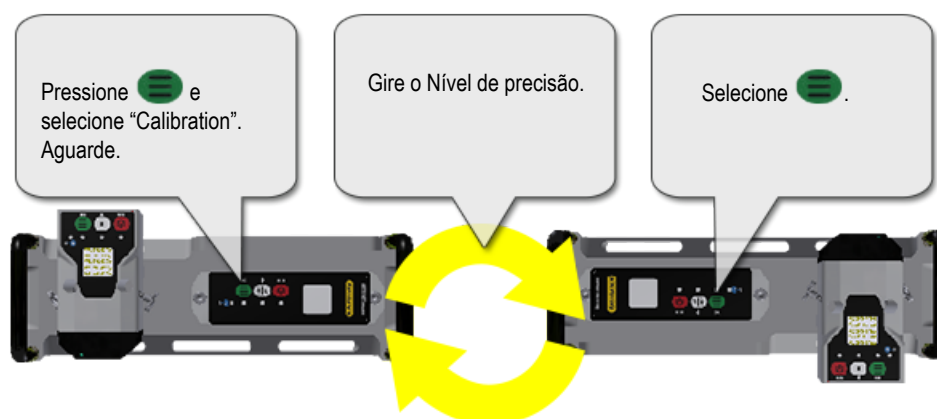 Pressione e
selecione “Calibration”.
Aguarde.
Gire o Nível de precisão.
Selecione .